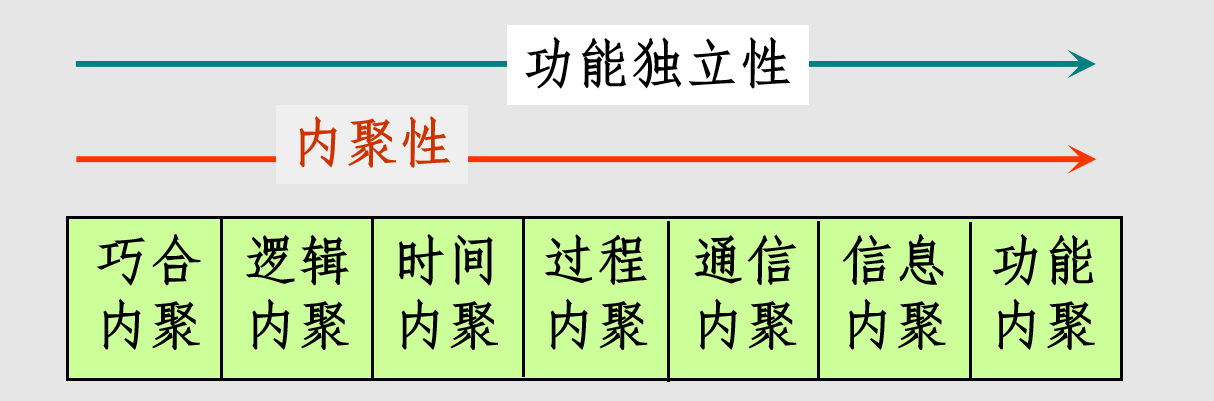 功能独立性
内聚性
巧合 逻辑 时间 过程 通信 信息 功能
内聚 内聚 内聚 内聚 内聚 内聚 内聚